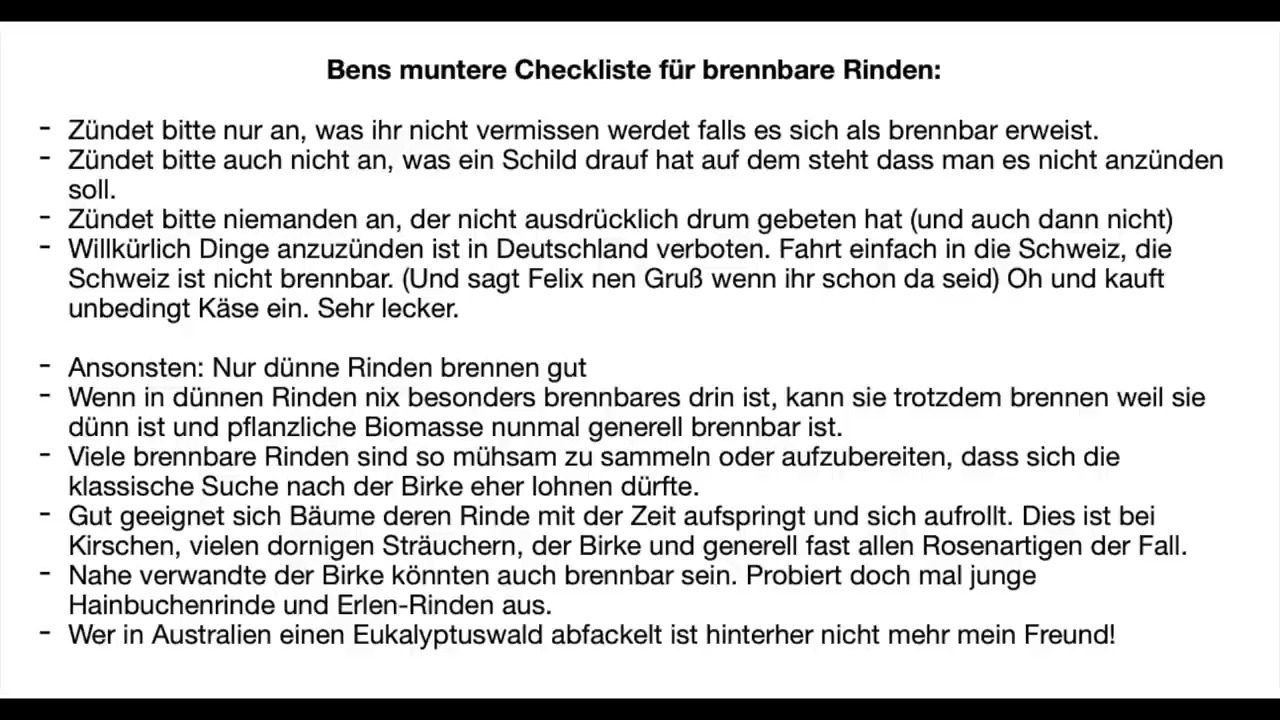 Bens muntere Checkliste für brennbare Rinden:
- Zündet bitte nur an, was ihr nicht vermissen werdet falls es sich als brennbar erweist.
- Zündet bitte auch nicht an, was ein Schild drauf hat auf dem steht dass man es nicht anzünden
soll.
- Zündet bitte niemanden an, der nicht ausdrücklich drum gebeten hat (und auch dann nicht)
- Willkürlich Dinge anzuzünden ist in Deutschland verboten. Fahrt einfach in die Schweiz, die
Schweiz ist nicht brennbar. (Und sagt Felix nen Gruß wenn ihr schon da seid) Oh und kauft
unbedingt Käse ein. Sehr lecker.
- Ansonsten: Nur dünne Rinden brennen gut
- Wenn in dünnen Rinden nix besonders brennbares drin ist, kann sie trotzdem brennen weil sie
dünn ist und pflanzliche Biomasse nunmal generell brennbar ist.
- Viele brennbare Rinden sind so mühsam zu sammeln oder aufzubereiten, dass sich die
klassische Suche nach der Birke eher lohnen dürfte.
- Gut geeignet sich Bäume deren Rinde mit der Zeit aufspringt und sich aufrollt. Dies ist bei
Kirschen, vielen dornigen Sträuchern, der Birke und generell fast allen Rosenartigen der Fall.
- Nahe verwandte der Birke könnten auch brennbar sein. Probiert doch mal junge
Hainbuchenrinde und Erlen-Rinden aus.
- Wer in Australien einen Eukalyptuswald abfackelt ist hinterher nicht mehr mein Freund!